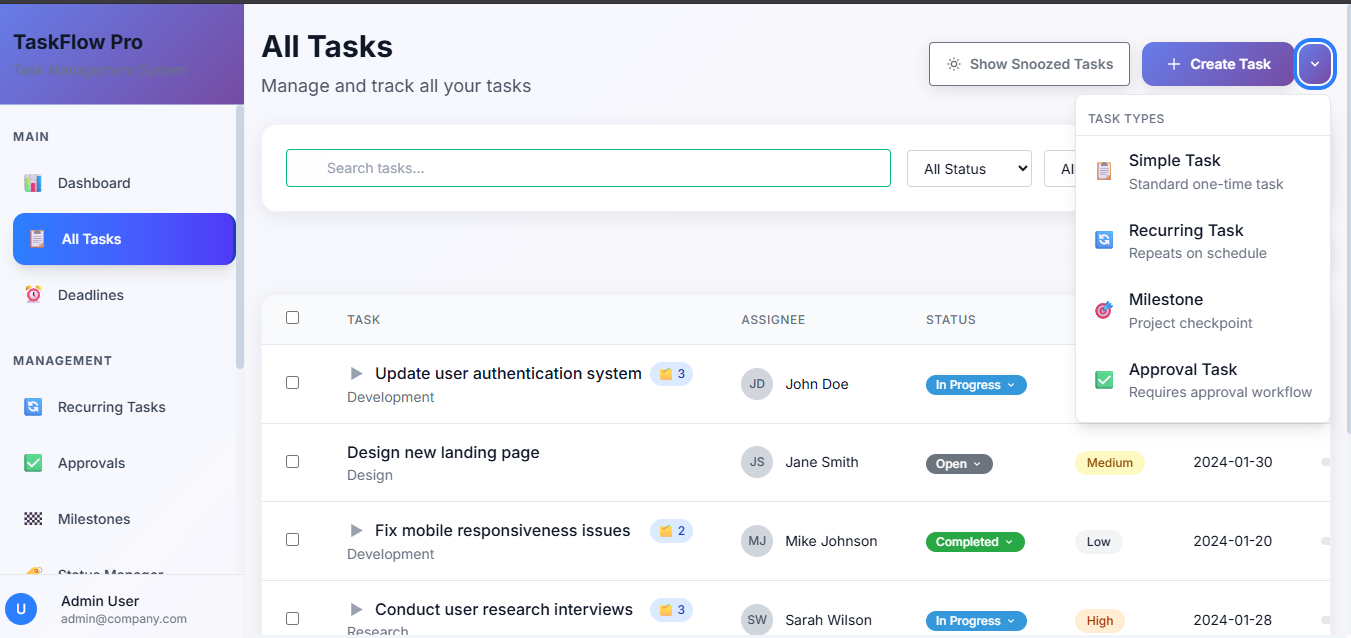 TaskFlow Pro
Task Management System
MAIN
Dashboard
All Tasks
Deadlines
MANAGEMENT
Recurring Tasks
Approvals
Milestones
Status Manager
U
Admin User
admin@company.com
All Tasks
Manage and track all your tasks
Show Snoozed Tasks
+ Create Task
Search tasks...
All Status
TASK TYPES
Simple Task
Standard one-time task
Recurring Task
Repeats on schedule
Milestone
Project checkpoint
Approval Task
Requires approval workflow
TASK ASSIGNEE STATUS
Update user authentication system 3
Development
JD John Doe In Progress
Design new landing page
Design
JS Jane Smith Open Medium 2024-01-30
Fix mobile responsiveness issues 2
Development
MJ Mike Johnson Completed Low 2024-01-20
Conduct user research interviews 3
Research
SW Sarah Wilson In Progress High 2024-01-28